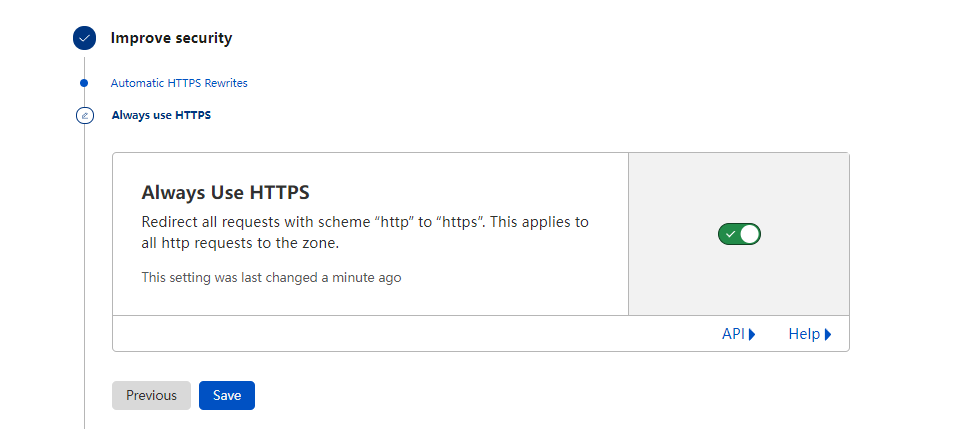 Improve security
Automatic HTTPS Rewrites
Always use HTTPS
Always Use HTTPS
Redirect all requests with scheme “http” to “https”. This applies to
all http requests to the zone.
This setting was last changed a minute ago
API Help
Previous Save